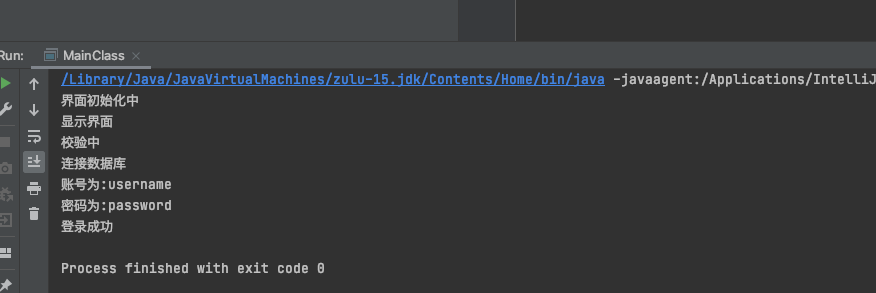 Run:
MainClass
/Library/Java/JavaVirtualMachines/zulu-15.jdk/Contents/Home/bin/java -javaagent:/Applications/IntelliJ
界面初始化中
显示界面
校验中
连接数据库
账号为:username
密码为:password
登录成功
Process finished with exit code 0